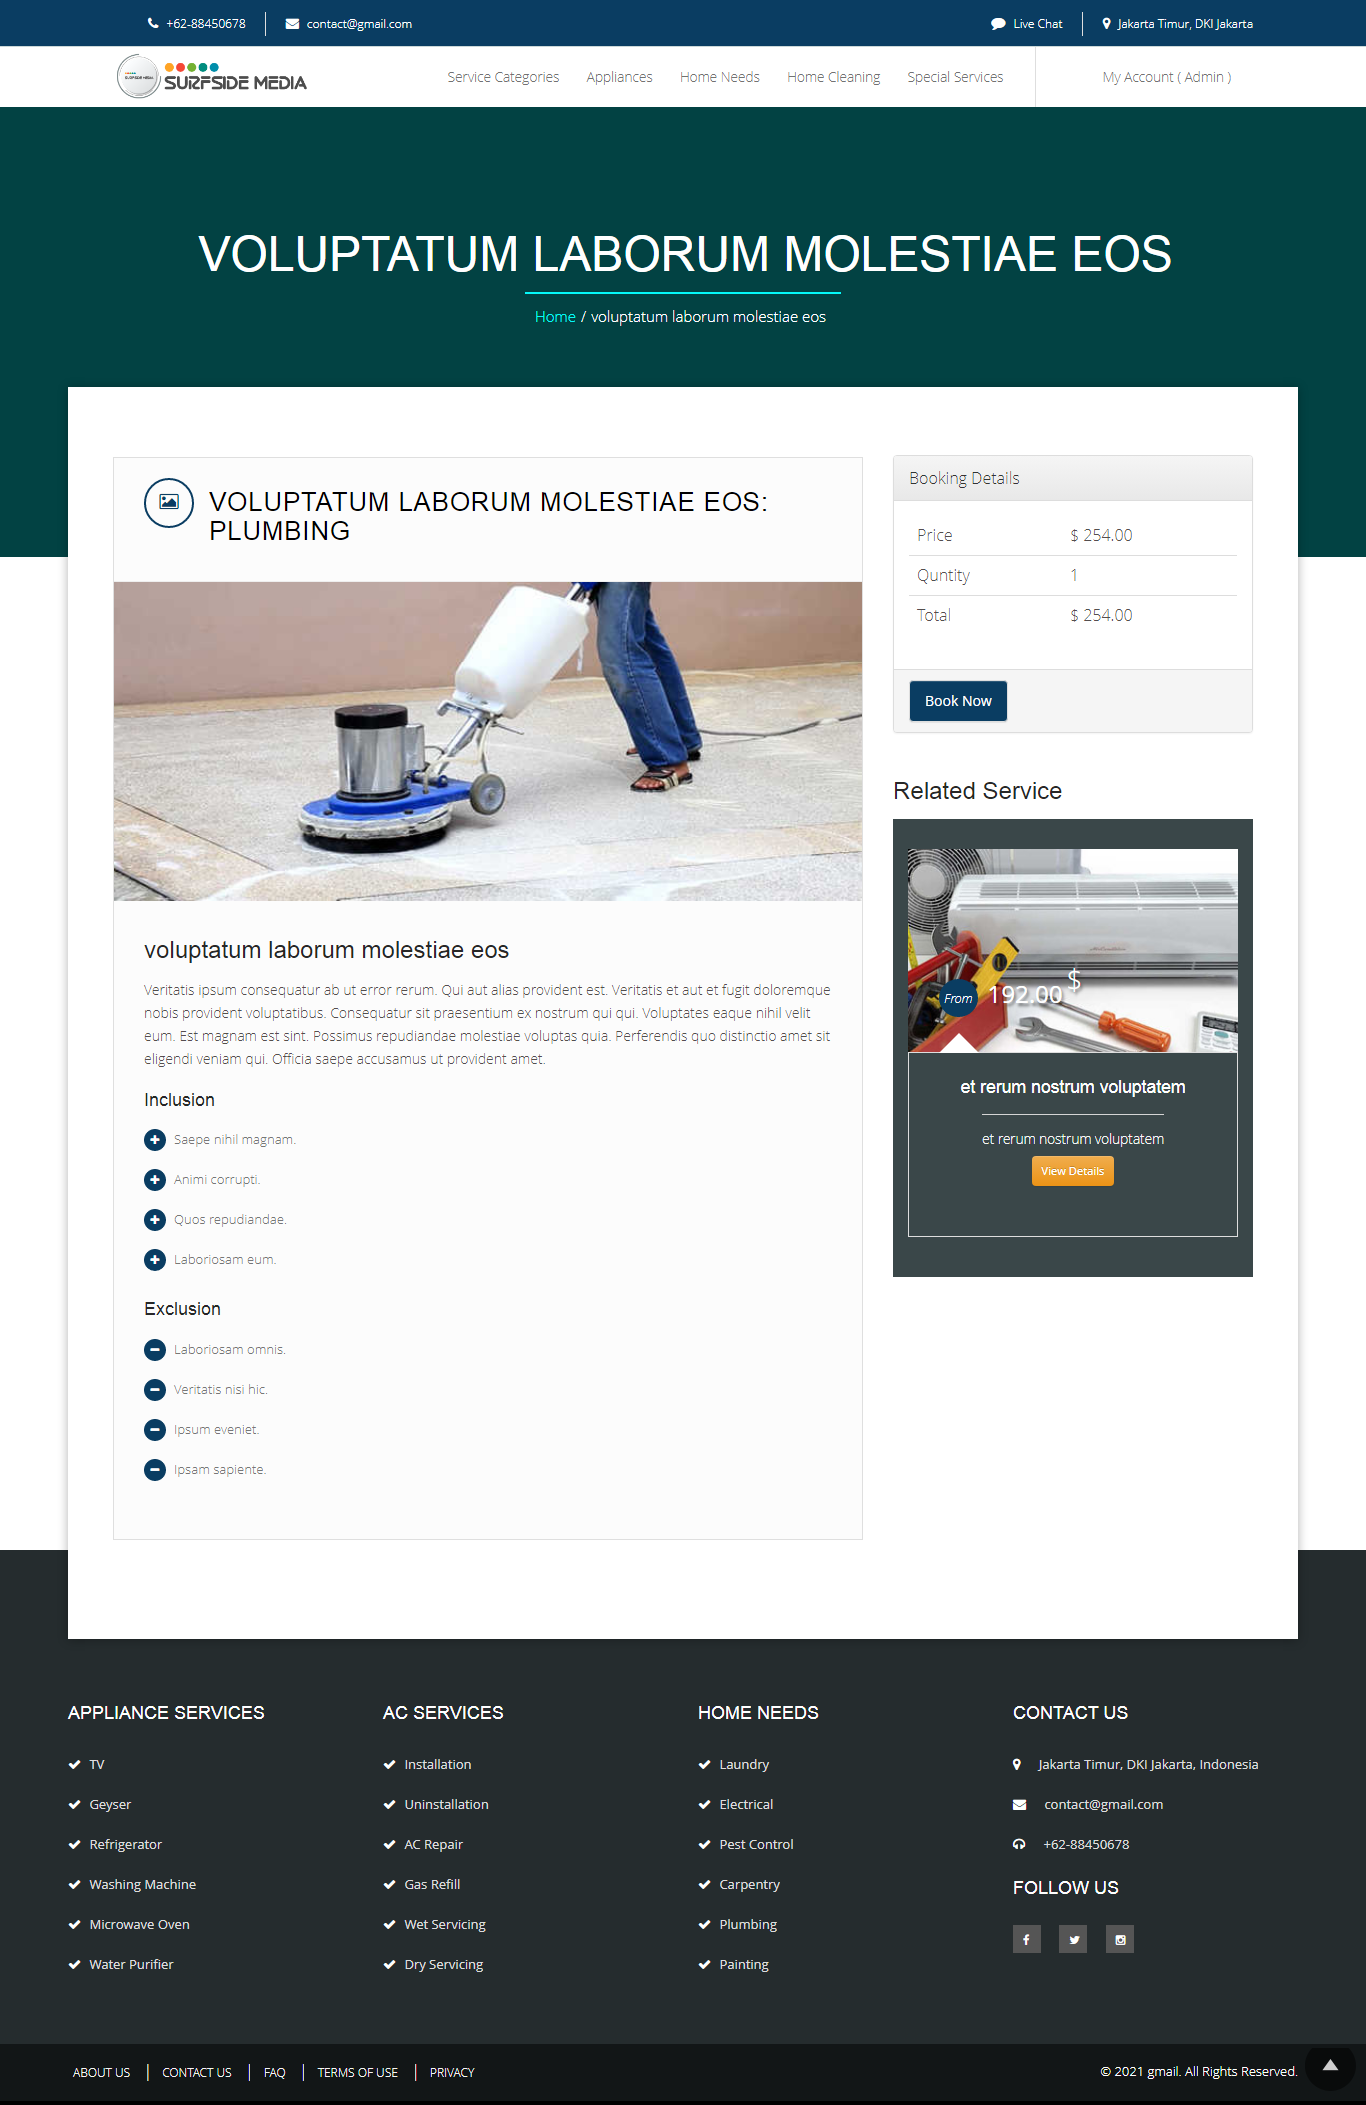 +62-88450678
contact@gmail.com
Live Chat
Jakarta Timur, DKI Jakarta
SURFSIDE MEDIA
SURFSIDE MEDIA
Service Categories
Appliances
Home Needs
Home Cleaning
Special Services
My Account ( Admin )
VOLUPTATUM LABORUM MOLESTIAE EOS
Home / voluptatum laborum molestiae eos
VOLUPTATUM LABORUM MOLESTIAE EOS:
PLUMBING
voluptatum laborum molestiae eos
Veritatis ipsum consequatur ab ut error rerum. Qui aut alias provident est. Veritatis et aut et fugit doloremque
nobis provident voluptatibus. Consequatur sit praesentium ex nostrum qui qui. Voluptates eaque nihil velit
eum. Est magnam est sint. Possimus repudiandae molestiae voluptas quia. Perferendis quo distinctio amet sit
eligendi veniam qui. Officia saepe accusamus ut provident amet.
Inclusion
Saepe nihil magnam.
Animi corrupti.
Quos repudiandae.
Laboriosam eum.
Exclusion
Laboriosam omnis.
Veritatis nisi hic.
Ipsum eveniet.
Ipsam sapiente.
Booking Details
Price $ 254.00
Quntity 1
Total $ 254.00
Book Now
Related Service
From 192.00 $
et rerum nostrum voluptatem
et rerum nostrum voluptatem
View Details
APPLIANCE SERVICES
TV
Geyser
Refrigerator
Washing Machine
Microwave Oven
Water Purifier
AC SERVICES
Installation
Uninstallation
AC Repair
Gas Refill
Wet Servicing
Dry Servicing
HOME NEEDS
Laundry
Electrical
Pest Control
Carpentry
Plumbing
Painting
CONTACT US
Jakarta Timur, DKI Jakarta, Indonesia
contact@gmail.com
+62-88450678
FOLLOW US
ABOUT US
CONTACT US
FAQ
TERMS OF USE
PRIVACY
© 2021 gmail. All Rights Reserved.